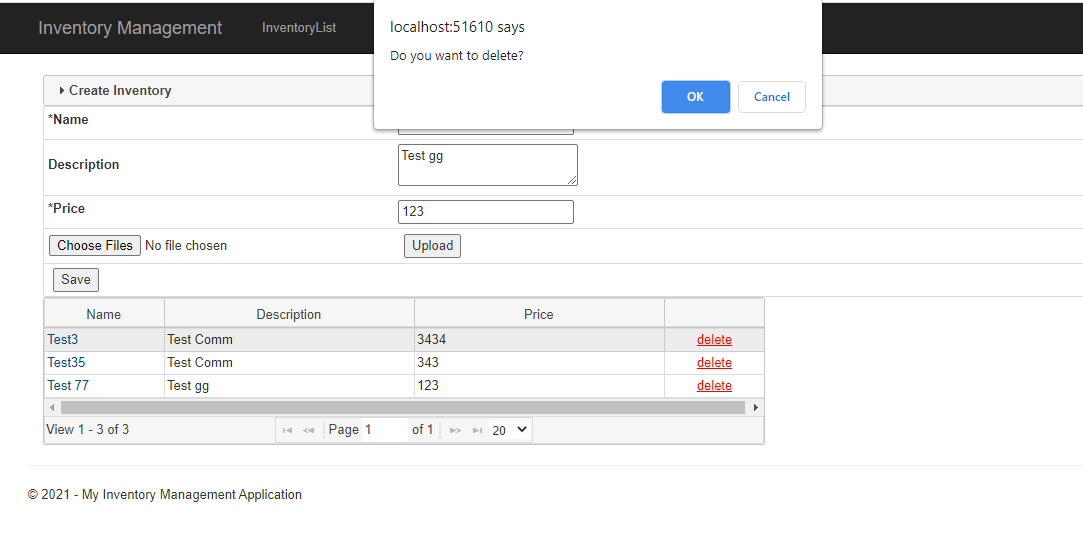 Inventory Management InventoryList
localhost:51610 says
Do you want to delete?
OK Cancel
Create Inventory
*Name
Description Test gg
*Price 123
Choose Files No file chosen Upload
Save
Name Description Price
Test3 Test Comm 3434 delete
Test35 Test Comm 343 delete
Test 77 Test gg 123 delete
View 1 - 3 of 3 Page 1 of 1 20
© 2021 - My Inventory Management Application